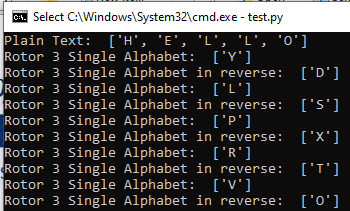 Select C:\Windows\System32\cmd.exe - test.py
Plain Text:  ['H', 'E', 'L', 'L', 'O']
Rotor 3 Single Alphabet:  ['Y']
Rotor 3 Single Alphabet in reverse:  ['D']
Rotor 3 Single Alphabet:  ['L']
Rotor 3 Single Alphabet in reverse:  ['S']
Rotor 3 Single Alphabet:  ['P']
Rotor 3 Single Alphabet in reverse:  ['X']
Rotor 3 Single Alphabet:  ['R']
Rotor 3 Single Alphabet in reverse:  ['T']
Rotor 3 Single Alphabet:  ['V']
Rotor 3 Single Alphabet in reverse:  ['O']